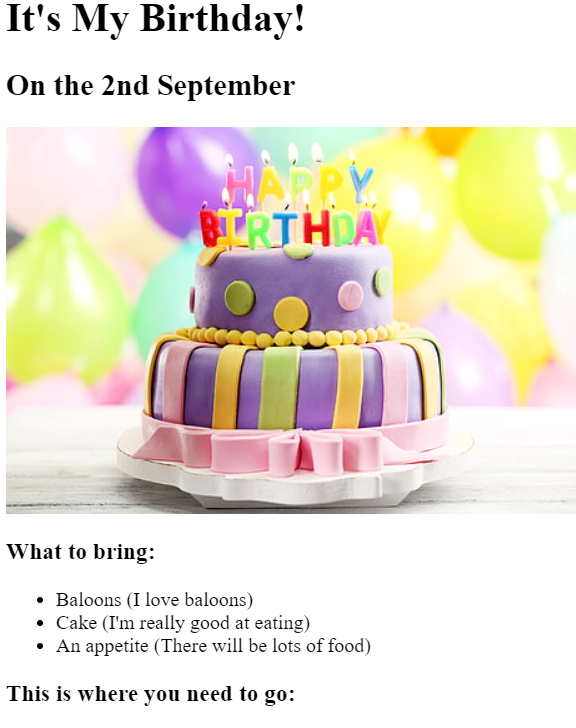 It's My Birthday!
On the 2nd September
HAPPY
BIRTHDAY
What to bring:
Baloons (I love baloons)
Cake (I'm really good at eating)
An appetite (There will be lots of food)
This is where you need to go: